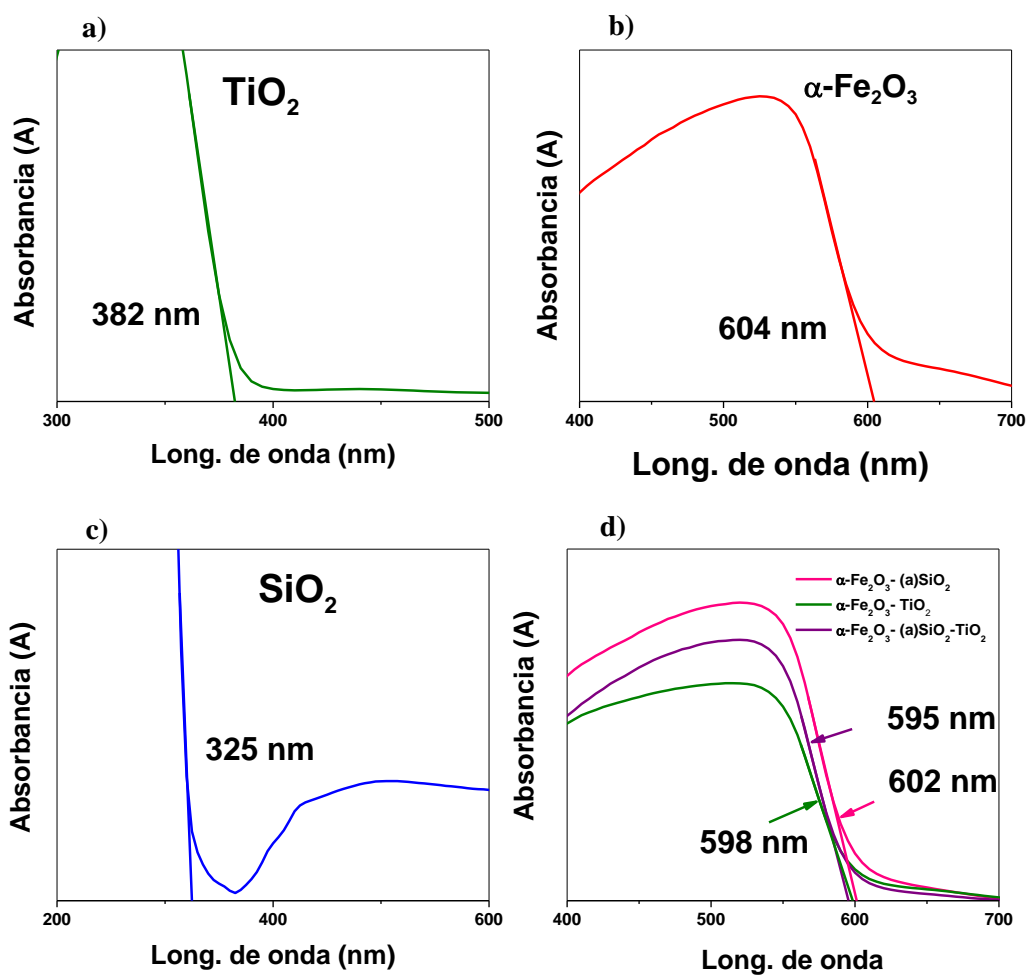 a)
TiO₂
Absorbancia (A)
382 nm
300 400 500
Long. de onda (nm)
b)
α-Fe₂O₃
Absorbancia (A)
604 nm
400 500 600 700
Long. de onda (nm)
c)
SiO₂
Absorbancia (A)
325 nm
200 400 600
Long. de onda (nm)
d)
α-Fe₂O₃- (a)SiO₂
α-Fe₂O₃- TiO₂
α-Fe₂O₃- (a)SiO₂-TiO₂
Absorbancia (A)
595 nm
602 nm
598 nm
400 500 600 700
Long. de onda